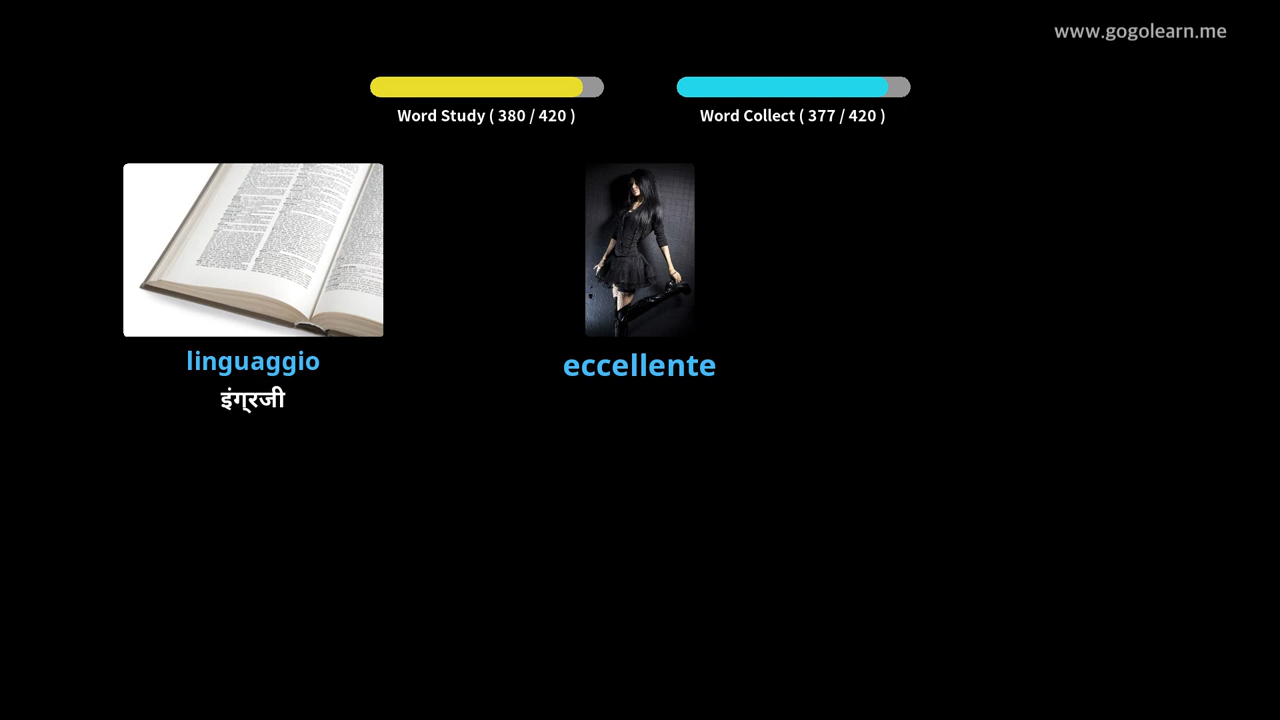 www.gogolearn.me
Word Study ( 380 / 420 )
Word Collect ( 377 / 420 )
linguaggio
इंग्रजी
eccellente